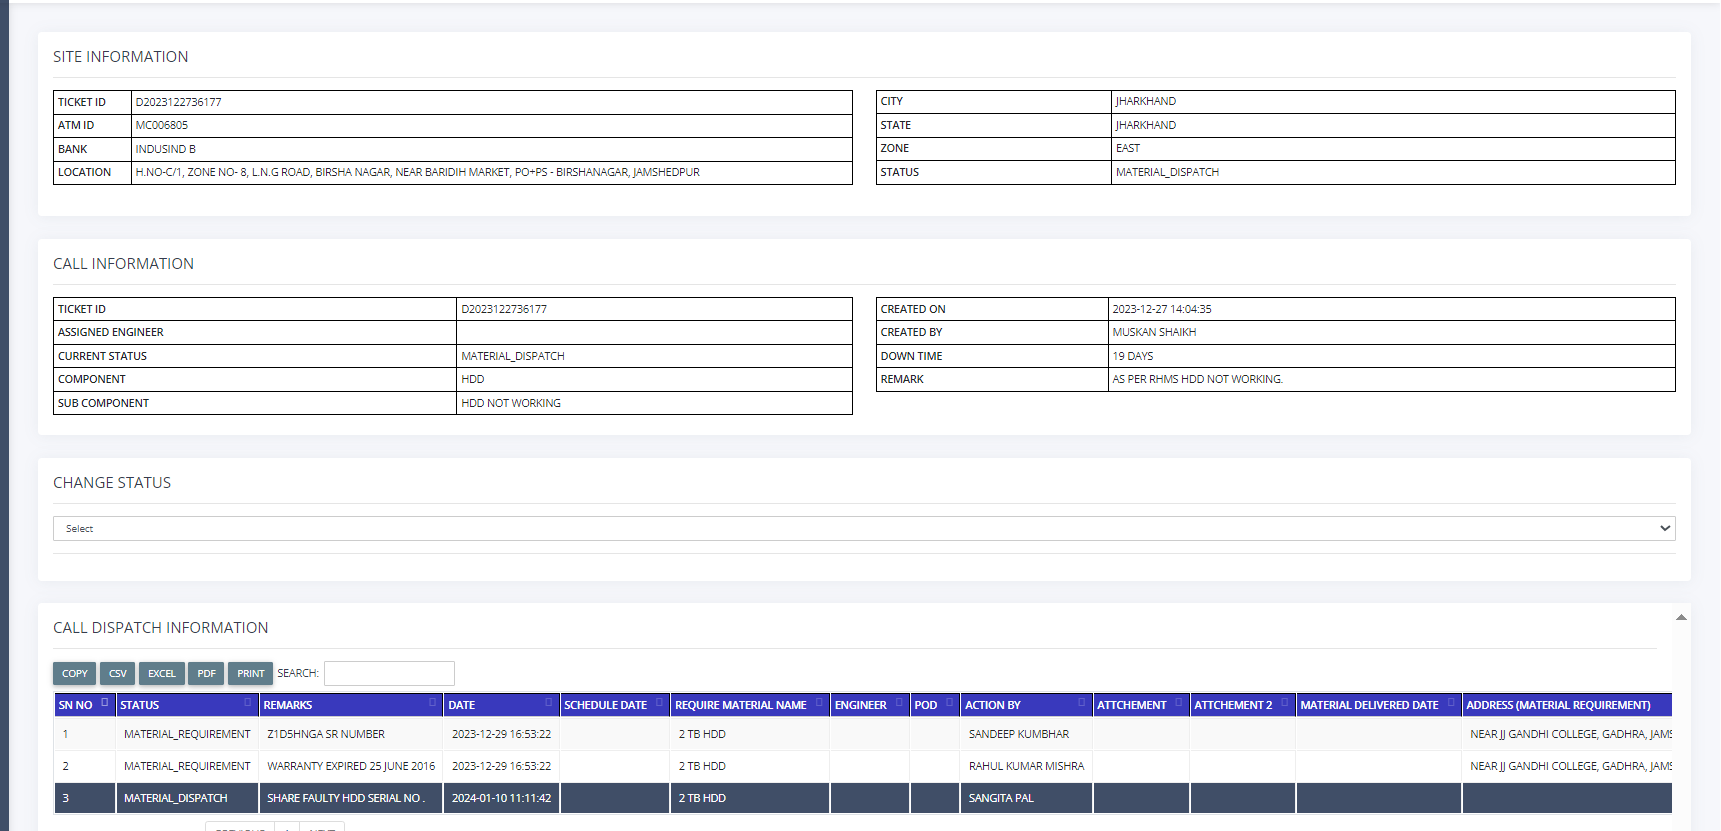 SITE INFORMATION
TICKET ID D2023122736177
ATM ID MC006805
BANK INDUSIND B
LOCATION H.NO-C/1, ZONE NO- 8, L.N.G ROAD, BIRSHA NAGAR, NEAR BARIDIH MARKET, PO+PS - BIRSHANAGAR, JAMSHEDPUR
CITY JHARKHAND
STATE JHARKHAND
ZONE EAST
STATUS MATERIAL_DISPATCH
CALL INFORMATION
TICKET ID D2023122736177
ASSIGNED ENGINEER
CURRENT STATUS MATERIAL_DISPATCH
COMPONENT HDD
SUB COMPONENT HDD NOT WORKING
CREATED ON 2023-12-27 14:04:35
CREATED BY MUSKAN SHAIKH
DOWN TIME 19 DAYS
REMARK AS PER RHMS HDD NOT WORKING.
CHANGE STATUS
Select
CALL DISPATCH INFORMATION
COPY CSV EXCEL PDF PRINT SEARCH:
SN NO STATUS REMARKS DATE SCHEDULE DATE REQUIRE MATERIAL NAME ENGINEER POD ACTION BY ATTCHEMENT ATTCHEMENT 2 MATERIAL DELIVERED DATE ADDRESS (MATERIAL REQUIREMENT)
1 MATERIAL_REQUIREMENT Z1D5HNGA SR NUMBER 2023-12-29 16:53:22 2 TB HDD SANDEEP KUMBHAR NEAR JJ GANDHI COLLEGE, GADHRA, JAMS
2 MATERIAL_REQUIREMENT WARRANTY EXPIRED 25 JUNE 2016 2023-12-29 16:53:22 2 TB HDD RAHUL KUMAR MISHRA NEAR JJ GANDHI COLLEGE, GADHRA, JAMS
3 MATERIAL_DISPATCH SHARE FAULTY HDD SERIAL NO . 2024-01-10 11:11:42 2 TB HDD SANGITA PAL